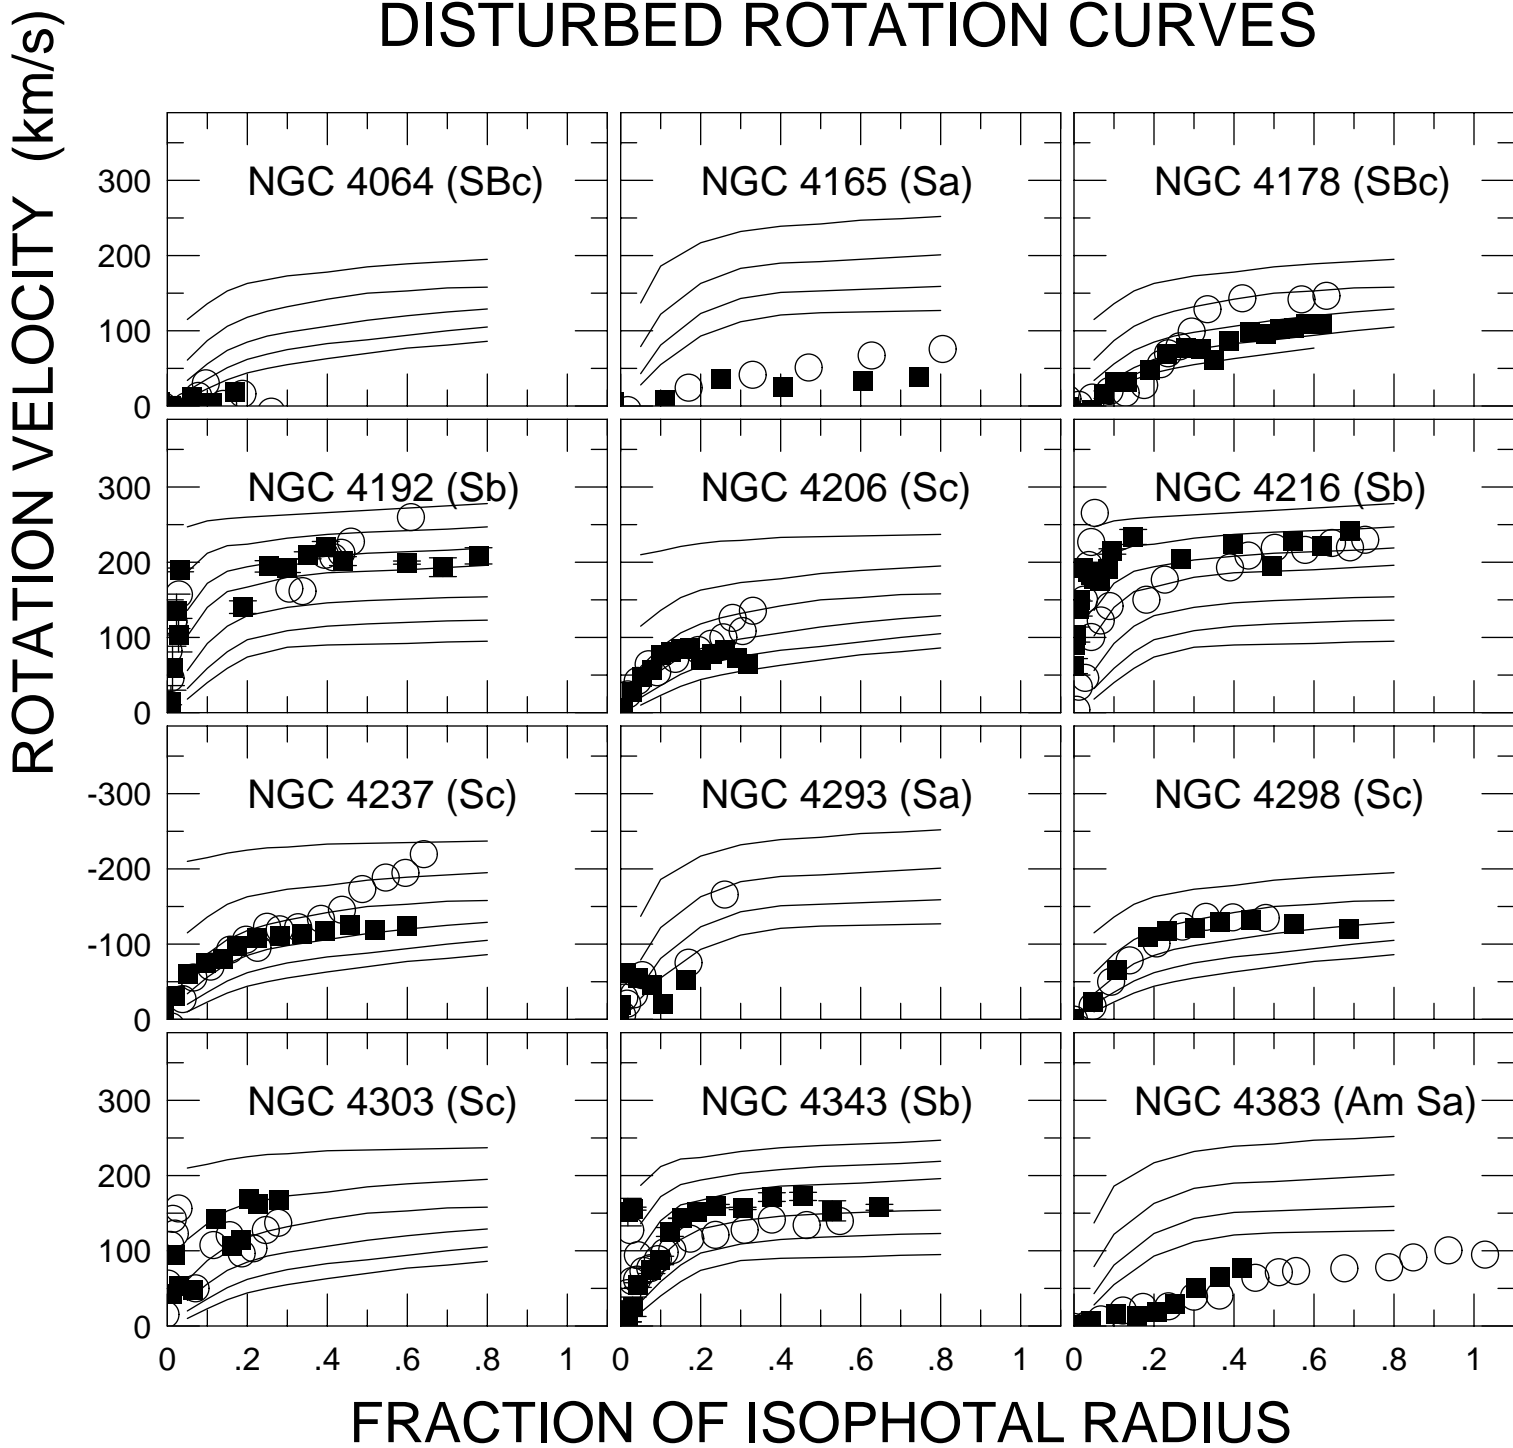 DISTURBED ROTATION CURVES
ROTATION VELOCITY (km/s)
NGC 4064 (SBc)
NGC 4165 (Sa)
NGC 4178 (SBc)
300
200
100
0
NGC 4192 (Sb)
NGC 4206 (Sc)
NGC 4216 (Sb)
300
200
100
0
NGC 4237 (Sc)
NGC 4293 (Sa)
NGC 4298 (Sc)
-300
-200
-100
0
NGC 4303 (Sc)
NGC 4343 (Sb)
NGC 4383 (Am Sa)
300
200
100
0
0 .2 .4 .6 .8 1
0 .2 .4 .6 .8 1
0 .2 .4 .6 .8 1
FRACTION OF ISOPHOTAL RADIUS